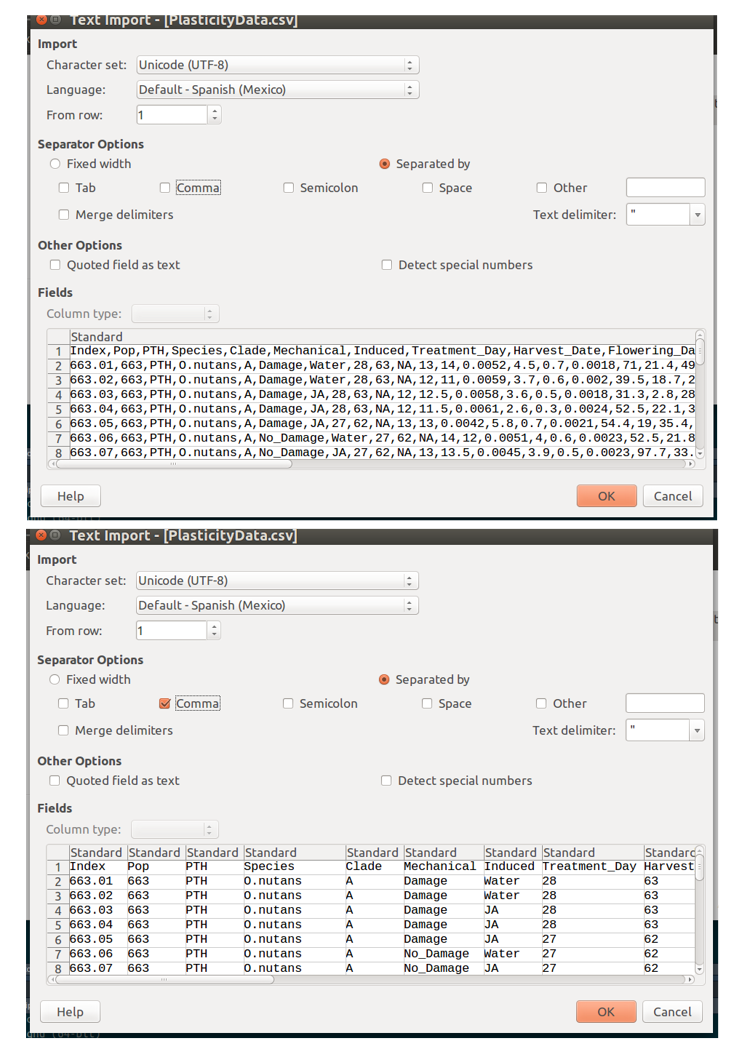 Text Import - [PlasticityData.csv]
Import
Character set: Unicode (UTF-8)
Language: Default - Spanish (Mexico)
From row: 1
Separator Options
Fixed width Separated by
Tab Comma Semicolon Space Other
Merge delimiters Text delimiter: "
Other Options
Quoted field as text Detect special numbers
Fields
Column type:
Standard
1 Index,Pop,PTH,Species,Clade,Mechanical,Induced,Treatment_Day,Harvest_Date,Flowering_Da
2 663.01,663,PTH,O.nutans,A,Damage,Water,28,63,NA,13,14,0.0052,4.5,0.7,0.0018,71,21.4,49
3 663.02,663,PTH,O.nutans,A,Damage,Water,28,63,NA,12,11,0.0059,3.7,0.6,0.002,39.5,18.7,2
4 663.03,663,PTH,O.nutans,A,Damage,JA,28,63,NA,12,12.5,0.0058,3.6,0.5,0.0018,31.3,2.8,28
5 663.04,663,PTH,O.nutans,A,Damage,JA,28,63,NA,12,11.5,0.0061,2.6,0.3,0.0024,52.5,22.1,3
6 663.05,663,PTH,O.nutans,A,Damage,JA,27,62,NA,13,13,0.0042,5.8,0.7,0.0021,54.4,19,35.4,
7 663.06,663,PTH,O.nutans,A,No_Damage,Water,27,62,NA,14,12,0.0051,4,0.6,0.0023,52.5,21.8
8 663.07,663,PTH,O.nutans,A,No_Damage,JA,27,62,NA,13,13.5,0.0045,3.9,0.5,0.0023,97.7,33.
Help OK Cancel
Text Import - [PlasticityData.csv]
Import
Character set: Unicode (UTF-8)
Language: Default - Spanish (Mexico)
From row: 1
Separator Options
Fixed width Separated by
Tab Comma Semicolon Space Other
Merge delimiters Text delimiter: "
Other Options
Quoted field as text Detect special numbers
Fields
Column type:
Standard Standard Standard Standard Standard Standard Standard Standard Standard
1 Index Pop PTH Species Clade Mechanical Induced Treatment_Day Harvest
2 663.01 663 PTH O.nutans A Damage Water 28 63
3 663.02 663 PTH O.nutans A Damage Water 28 63
4 663.03 663 PTH O.nutans A Damage JA 28 63
5 663.04 663 PTH O.nutans A Damage JA 28 63
6 663.05 663 PTH O.nutans A Damage JA 27 62
7 663.06 663 PTH O.nutans A No_Damage Water 27 62
8 663.07 663 PTH O.nutans A No_Damage JA 27 62
Help OK Cancel